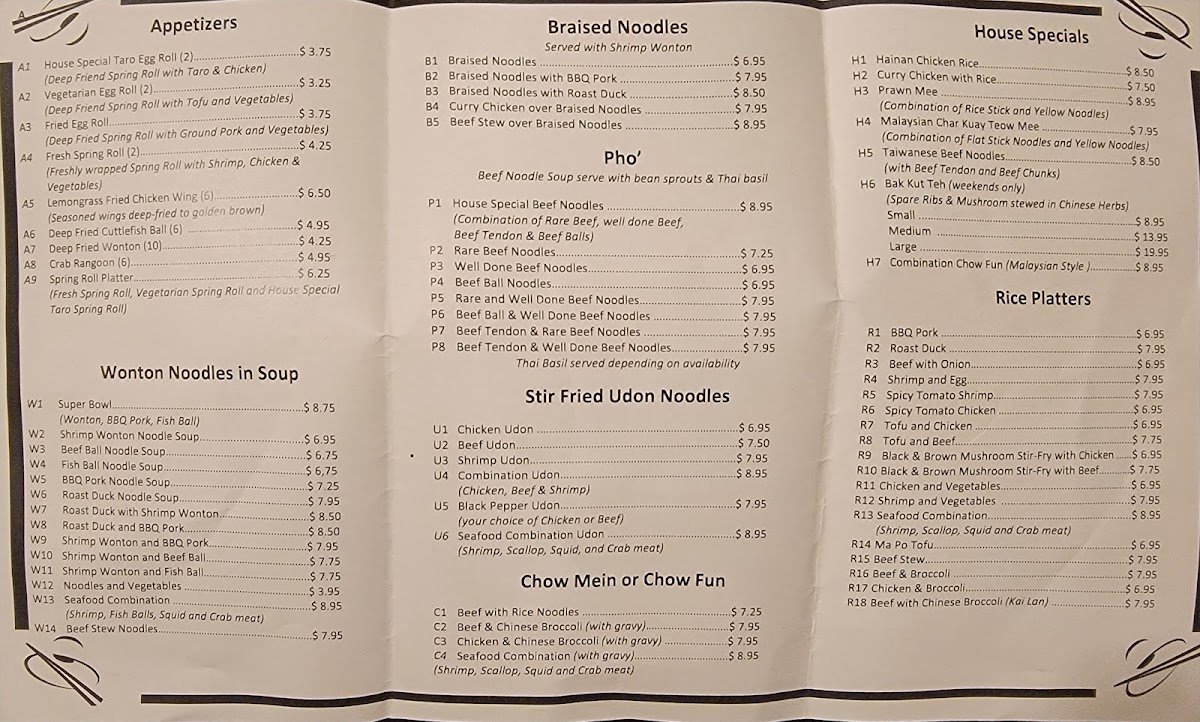 Appetizers
A1 House Special Taro Egg Roll (2)....$ 3.75
(Deep Friend Spring Roll with Taro & Chicken)
A2 Vegetarian Egg Roll (2)....$ 3.25
(Deep Friend Spring Roll with Tofu and Vegetables)
A3 Fried Egg Roll....$ 3.75
(Deep Fried Spring Roll with Ground Pork and Vegetables)
A4 Fresh Spring Roll (2)....$ 4.25
(Freshly wrapped Spring Roll with Shrimp, Chicken &
Vegetables)
A5 Lemongrass Fried Chicken Wing (6)....$ 6.50
(Seasoned wings deep-fried to golden brown)
A6 Deep Fried Cuttlefish Ball (6) ....$ 4.95
A7 Deep Fried Wonton (10)....$ 4.25
A8 Crab Rangoon (6)....$ 4.95
A9 Spring Roll Platter....$ 6.25
(Fresh Spring Roll, Vegetarian Spring Roll and House Special
Taro Spring Roll)
Wonton Noodles in Soup
W1 Super Bowl....$ 8.75
(Wonton, BBQ Pork, Fish Ball)
W2 Shrimp Wonton Noodle Soup....$ 6.95
W3 Beef Ball Noodle Soup....$ 6.75
W4 Fish Ball Noodle Soup....$ 6,75
W5 BBQ Pork Noodle Soup....$ 7.25
W6 Roast Duck Noodle Soup....$ 7.95
W7 Roast Duck with Shrimp Wonton....$ 8.50
W8 Roast Duck and BBQ Pork....$ 8.50
W9 Shrimp Wonton and BBQ Pork....$ 7.95
W10 Shrimp Wonton and Beef Ball....$ 7.75
W11 Shrimp Wonton and Fish Ball....$ 7.75
W12 Noodles and Vegetables ....$ 3.95
W13 Seafood Combination ....$ 8.95
(Shrimp, Fish Balls, Squid and Crab meat)
W14 Beef Stew Noodles....$ 7.95
Braised Noodles
Served with Shrimp Wonton
B1 Braised Noodles ....$ 6.95
B2 Braised Noodles with BBQ Pork ....$ 7.95
B3 Braised Noodles with Roast Duck ....$ 8.50
B4 Curry Chicken over Braised Noodles ....$ 7.95
B5 Beef Stew over Braised Noodles ....$ 8.95
Pho'
Beef Noodle Soup serve with bean sprouts & Thai basil
P1 House Special Beef Noodles ....$ 8.95
(Combination of Rare Beef, well done Beef,
Beef Tendon & Beef Balls)
P2 Rare Beef Noodles....$ 7.25
P3 Well Done Beef Noodles....$ 6.95
P4 Beef Ball Noodles....$ 6.95
P5 Rare and Well Done Beef Noodles....$ 7.95
P6 Beef Ball & Well Done Beef Noodles ....$ 7.95
P7 Beef Tendon & Rare Beef Noodles ....$ 7.95
P8 Beef Tendon & Well Done Beef Noodles....$ 7.95
Thai Basil served depending on availability
Stir Fried Udon Noodles
U1 Chicken Udon ....$ 6.95
U2 Beef Udon....$ 7.50
U3 Shrimp Udon....$ 7.95
U4 Combination Udon....$ 8.95
(Chicken, Beef & Shrimp)
U5 Black Pepper Udon....$ 7.95
(your choice of Chicken or Beef)
U6 Seafood Combination Udon ....$ 8.95
(Shrimp, Scallop, Squid, and Crab meat)
Chow Mein or Chow Fun
C1 Beef with Rice Noodles ....$ 7.25
C2 Beef & Chinese Broccoli (with gravy)....$ 7.95
C3 Chicken & Chinese Broccoli (with gravy) ....$ 7.95
C4 Seafood Combination (with gravy)....$ 8.95
(Shrimp, Scallop, Squid and Crab meat)
House Specials
H1 Hainan Chicken Rice....$ 8.50
H2 Curry Chicken with Rice....$ 7.50
H3 Prawn Mee ....$ 8.95
(Combination of Rice Stick and Yellow Noodles)
H4 Malaysian Char Kuay Teow Mee ....$ 7.95
(Combination of Flat Stick Noodles and Yellow Noodles)
H5 Taiwanese Beef Noodles....$ 8.50
(with Beef Tendon and Beef Chunks)
H6 Bak Kut Teh (weekends only)
(Spare Ribs & Mushroom stewed in Chinese Herbs)
Small ....$ 8.95
Medium ....$ 13.95
Large ....$ 19.95
H7 Combination Chow Fun (Malaysian Style )....$ 8.95
Rice Platters
R1 BBQ Pork ....$ 6.95
R2 Roast Duck ....$ 7.95
R3 Beef with Onion....$ 6.95
R4 Shrimp and Egg....$ 7.95
R5 Spicy Tomato Shrimp....$ 7.95
R6 Spicy Tomato Chicken ....$ 6.95
R7 Tofu and Chicken ....$ 6.95
R8 Tofu and Beef....$ 7.75
R9 Black & Brown Mushroom Stir-Fry with Chicken ....$ 6.95
R10 Black & Brown Mushroom Stir-Fry with Beef....$ 7.75
R11 Chicken and Vegetables....$ 6.95
R12 Shrimp and Vegetables ....$ 7.95
R13 Seafood Combination....$ 8.95
(Shrimp, Scallop, Squid and Crab meat)
R14 Ma Po Tofu....$ 6.95
R15 Beef Stew....$ 7.95
R16 Beef & Broccoli ....$ 7.95
R17 Chicken & Broccoli....$ 6.95
R18 Beef with Chinese Broccoli (Kai Lan) ....$ 7.95